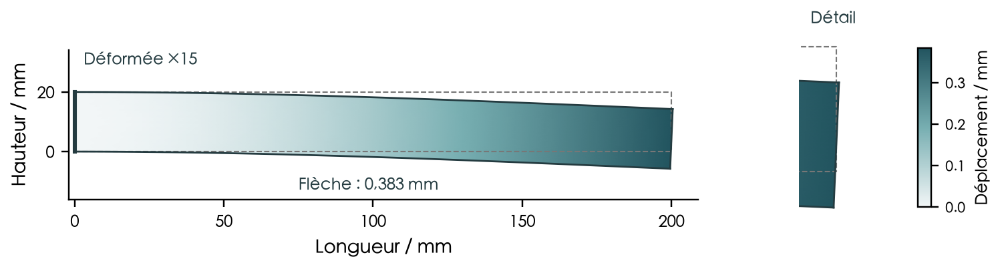 Détail
Déformée ×15
Hauteur / mm
20
0
Flèche : 0,383 mm
0
50
100
150
200
Longueur / mm
0.3
0.2
0.1
0.0
Déplacement / mm